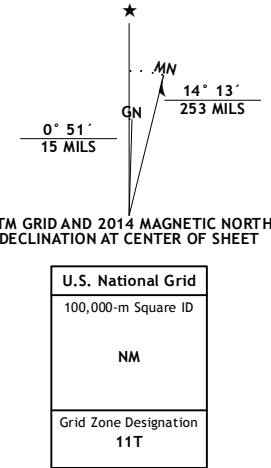 ★
MN
GN
14° 13´
253 MILS
0° 51´
15 MILS
TM GRID AND 2014 MAGNETIC NORTH
DECLINATION AT CENTER OF SHEET
U.S. National Grid
100,000-m Square ID
NM
Grid Zone Designation
11T